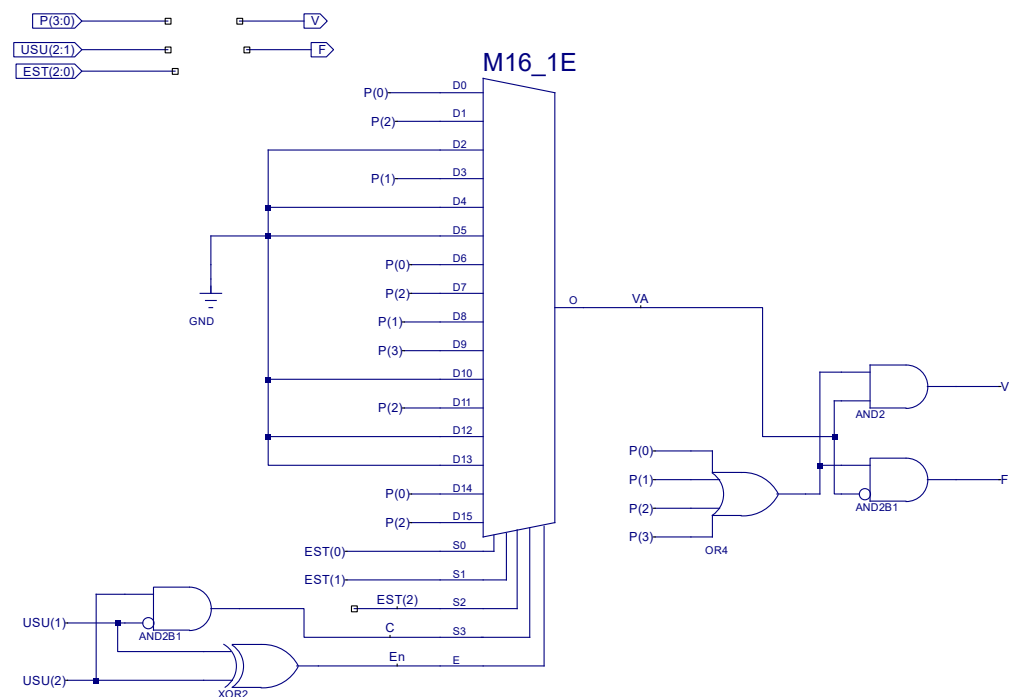 P(3:0)
V
USU(2:1)
F
EST(2:0)
M16_1E
P(0)
D0
P(2)
D1
D2
P(1)
D3
D4
D5
P(0)
D6
P(2)
D7
P(1)
D8
P(3)
D9
D10
P(2)
D11
D12
D13
P(0)
D14
P(2)
D15
GND
O
VA
AND2
V
P(0)
P(1)
P(2)
P(3)
OR4
AND2B1
F
EST(0)
S0
EST(1)
S1
EST(2)
S2
C
S3
En
E
USU(1)
AND2B1
USU(2)
XOR2